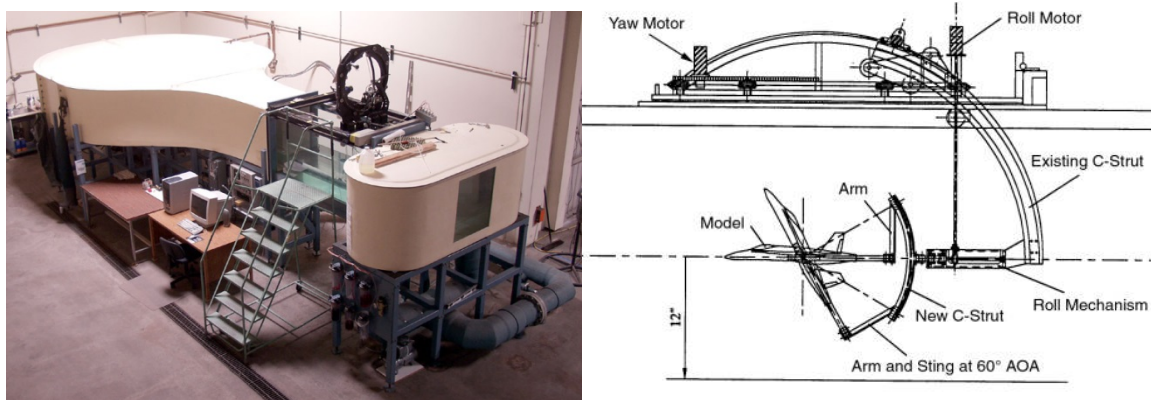 Yaw Motor
Roll Motor
Existing C-Strut
Arm
Model
12"
Roll Mechanism
New C-Strut
Arm and Sting at 60° AOA